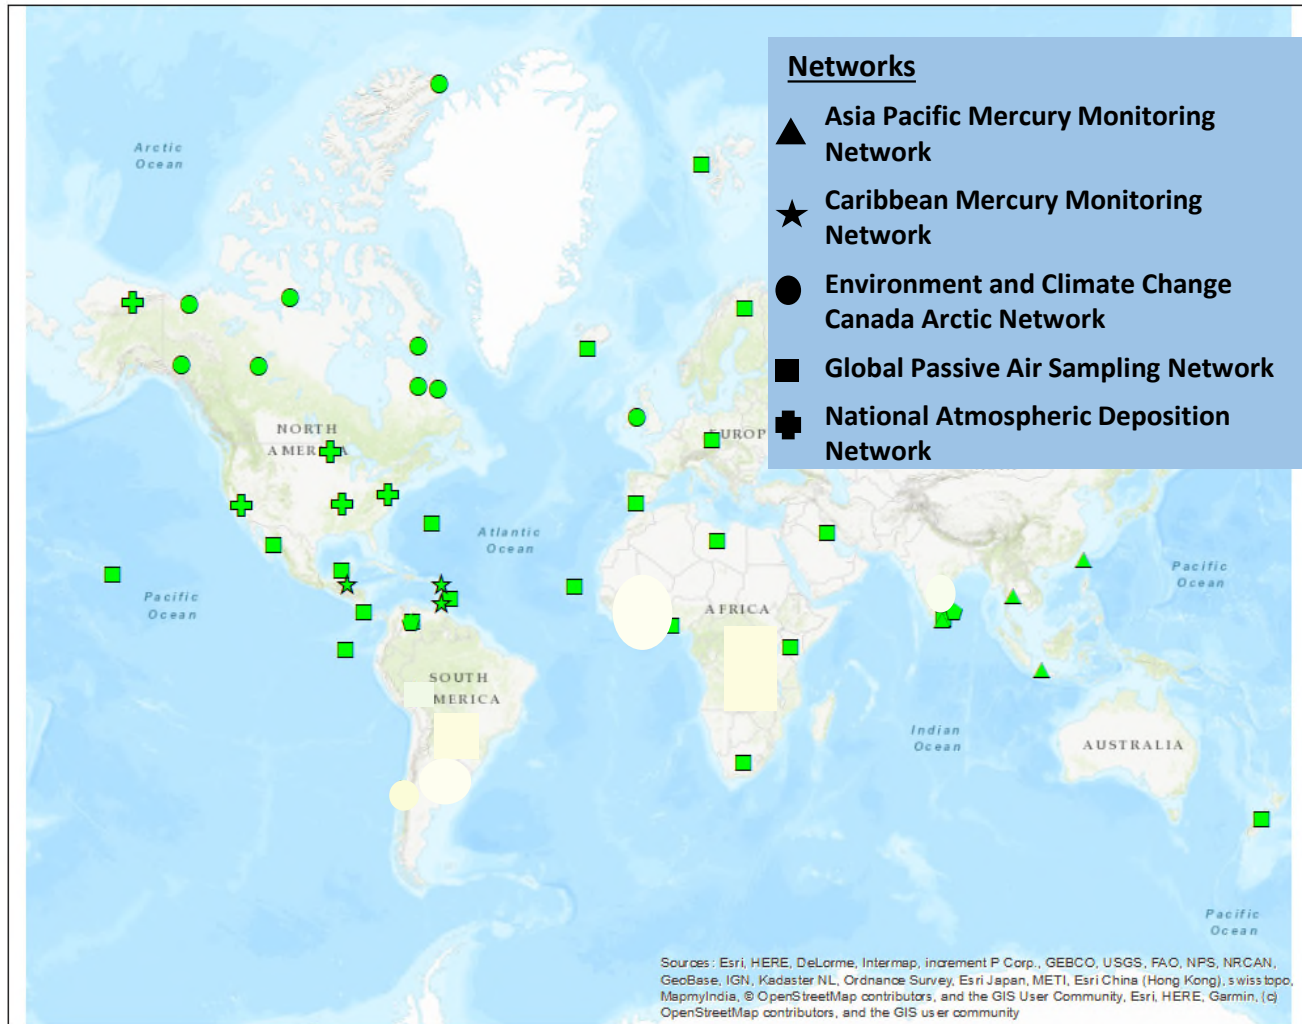 Networks
Asia Pacific Mercury Monitoring
Network
Caribbean Mercury Monitoring
Network
Environment and Climate Change
Canada Arctic Network
Global Passive Air Sampling Network
National Atmospheric Deposition
Network
Arctic
Ocean
NORTH
AMERICA
EUROP
Atlantic
Ocean
Pacific
Ocean
Pacific
Ocean
AFRICA
SOUTH
MERICA
Indian
Ocean
AUSTRALIA
Pacific
Ocean
Sources: Esri, HERE, DeLorme, Intermap, increment P Corp., GEBCO, USGS, FAO, NPS, NRCAN,
GeoBase, IGN, Kadaster NL, Ordnance Survey, Esri Japan, METI, Esri China (Hong Kong), swisstopo,
MapmyIndia, © OpenStreetMap contributors, and the GIS User Community, Esri, HERE, Garmin, (c)
OpenStreetMap contributors, and the GIS user community